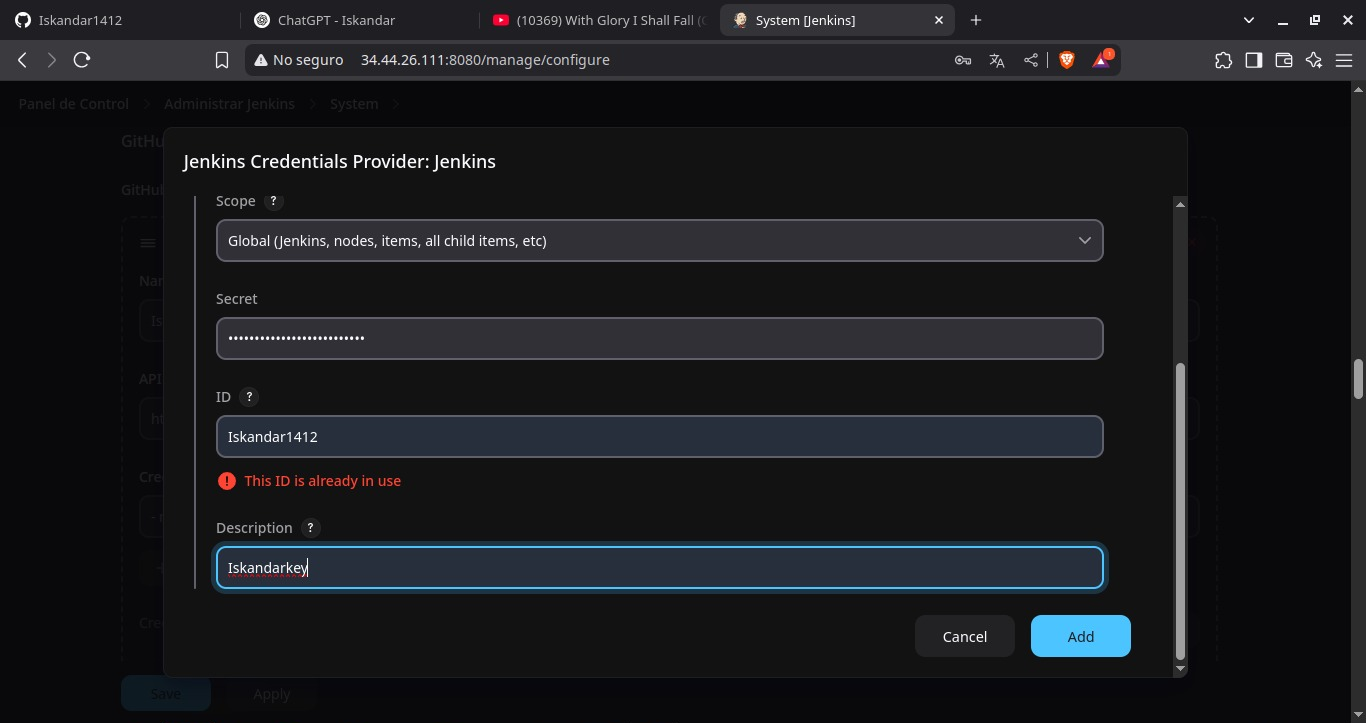 Iskandar1412
ChatGPT - Iskandar
(10369) With Glory I Shall Fall (
System [Jenkins]
No seguro 34.44.26.111:8080/manage/configure
Panel de Control > Administrar Jenkins > System >
GitHu
GitHub
Jenkins Credentials Provider: Jenkins
Scope ?
Global (Jenkins, nodes, items, all child items, etc)
Nar
Is
Secret
••••••••••••••••••••••••••
API
ht
ID ?
Iskandar1412
This ID is already in use
Cre
Description ?
Iskandarkey
Cre
Cancel
Add
Save
Apply